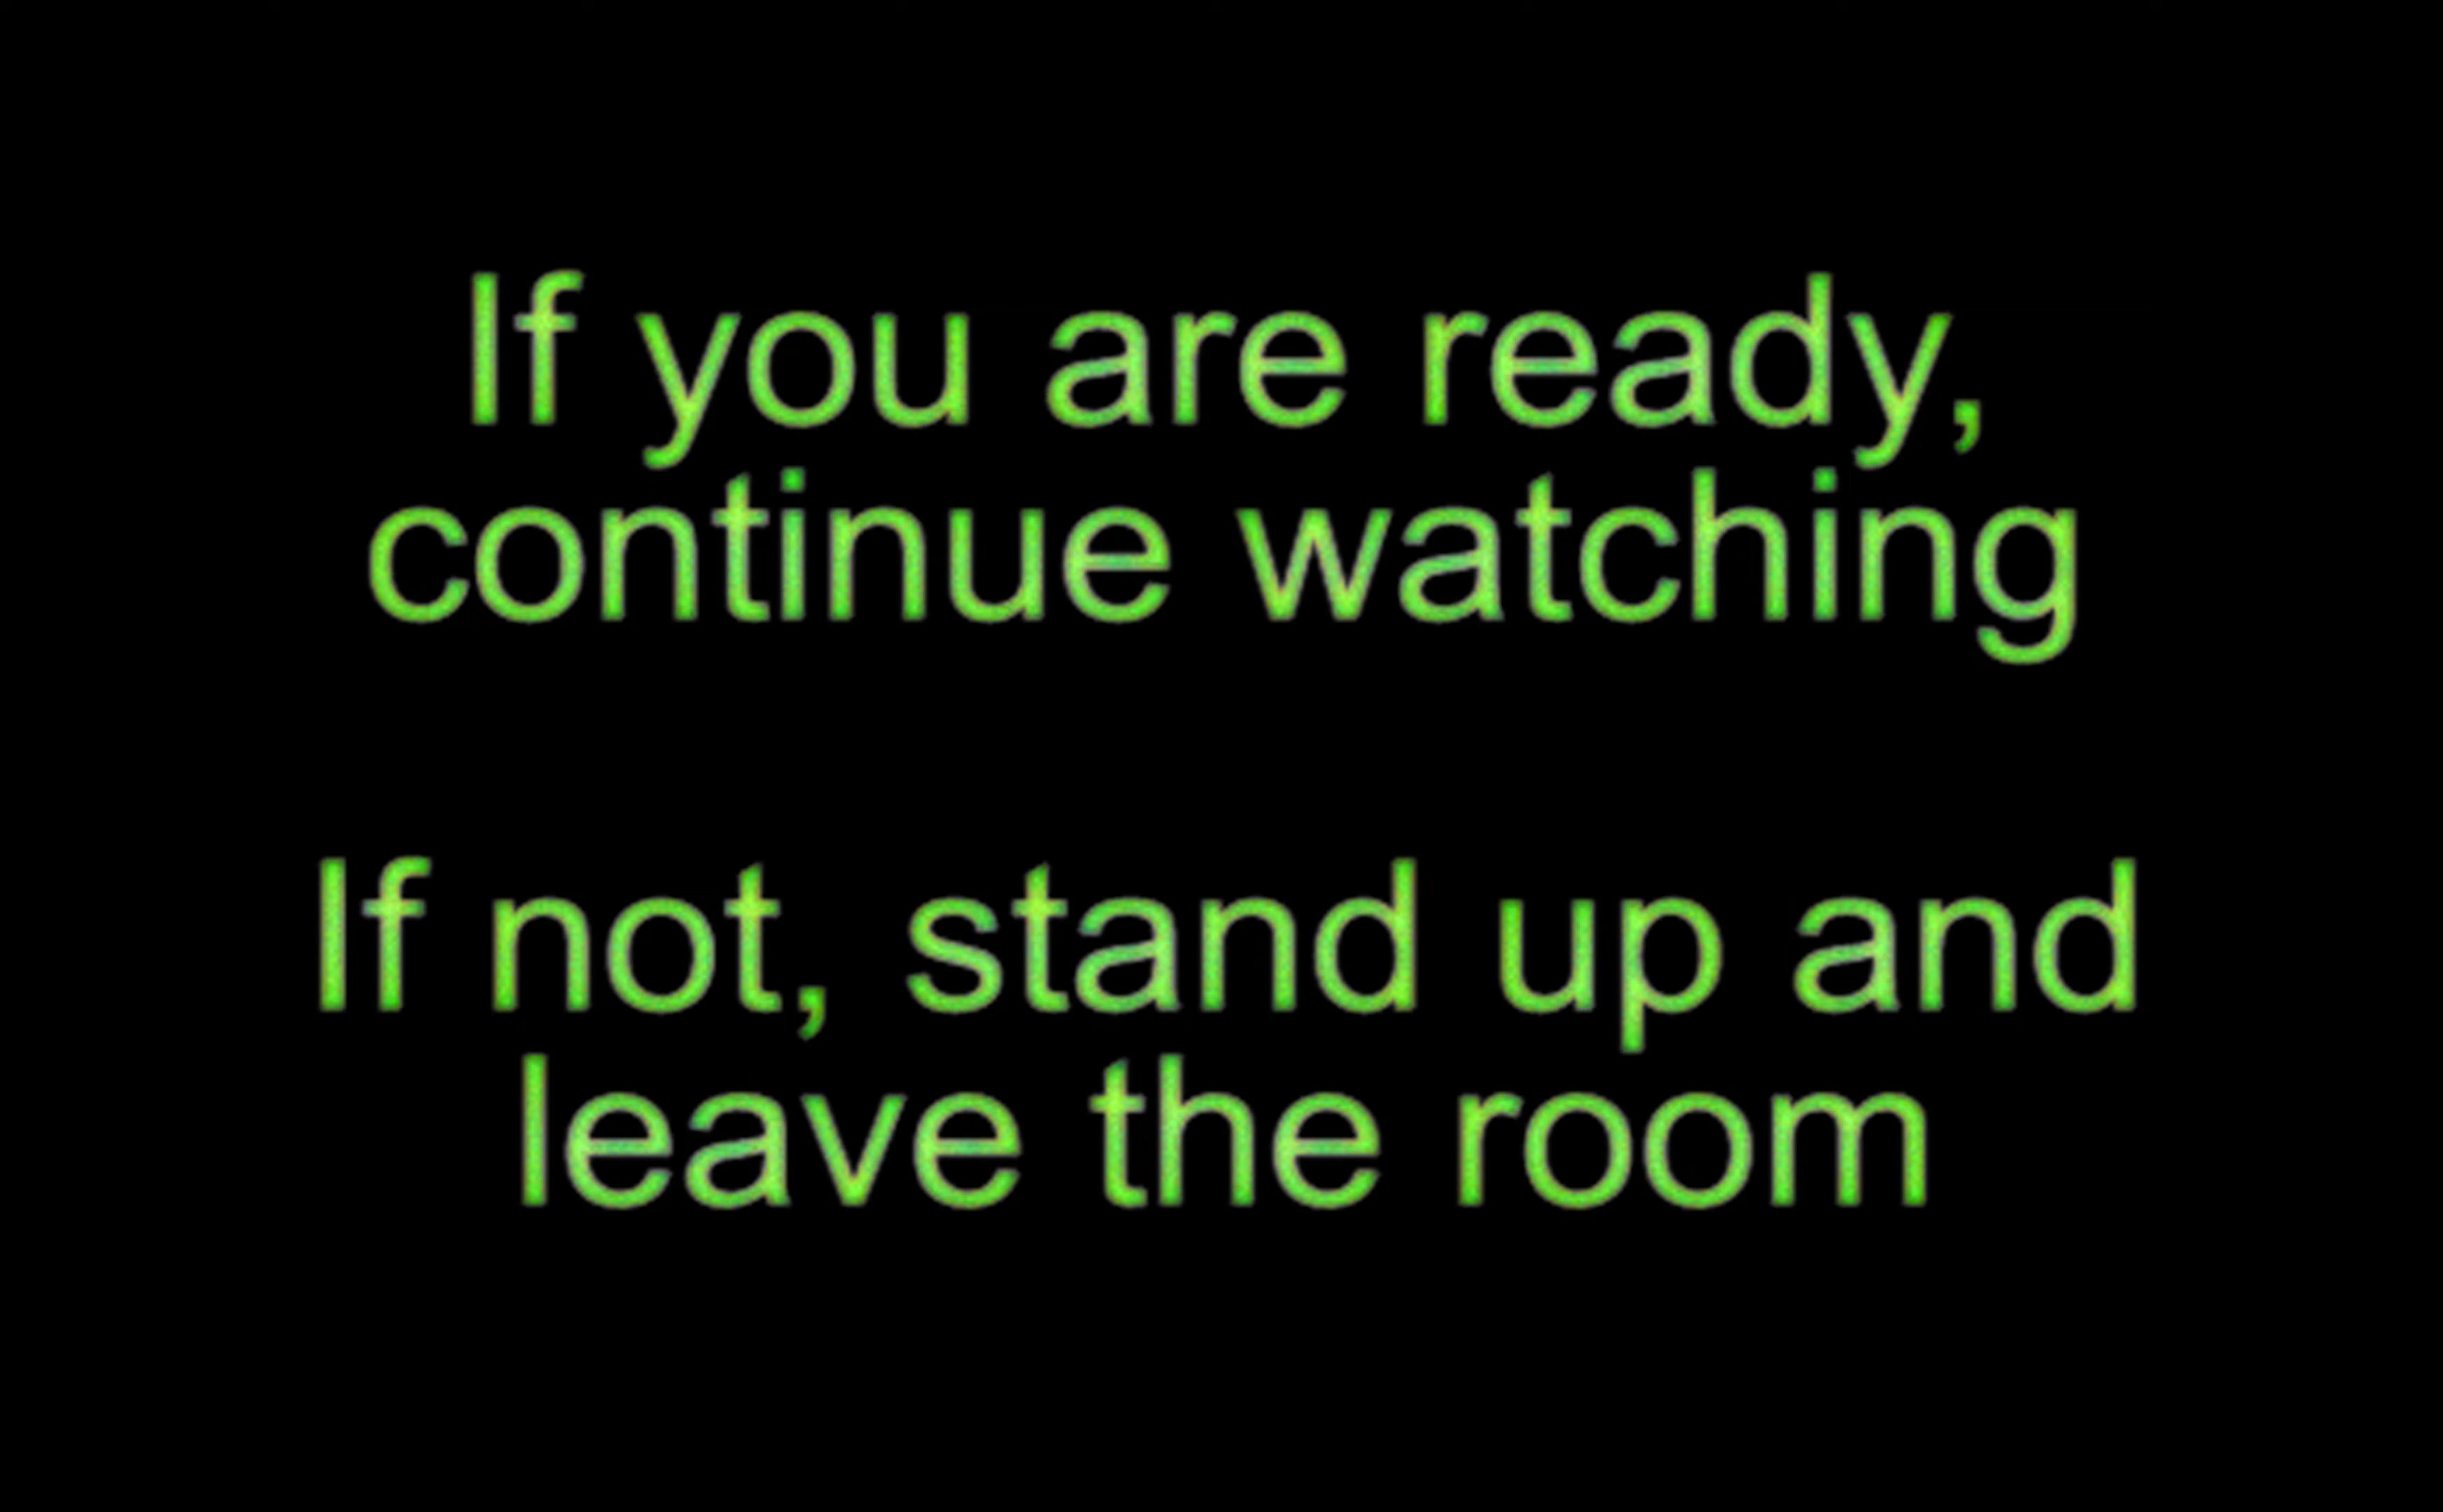 If you are ready,
continue watching
If not, stand up and
leave the room